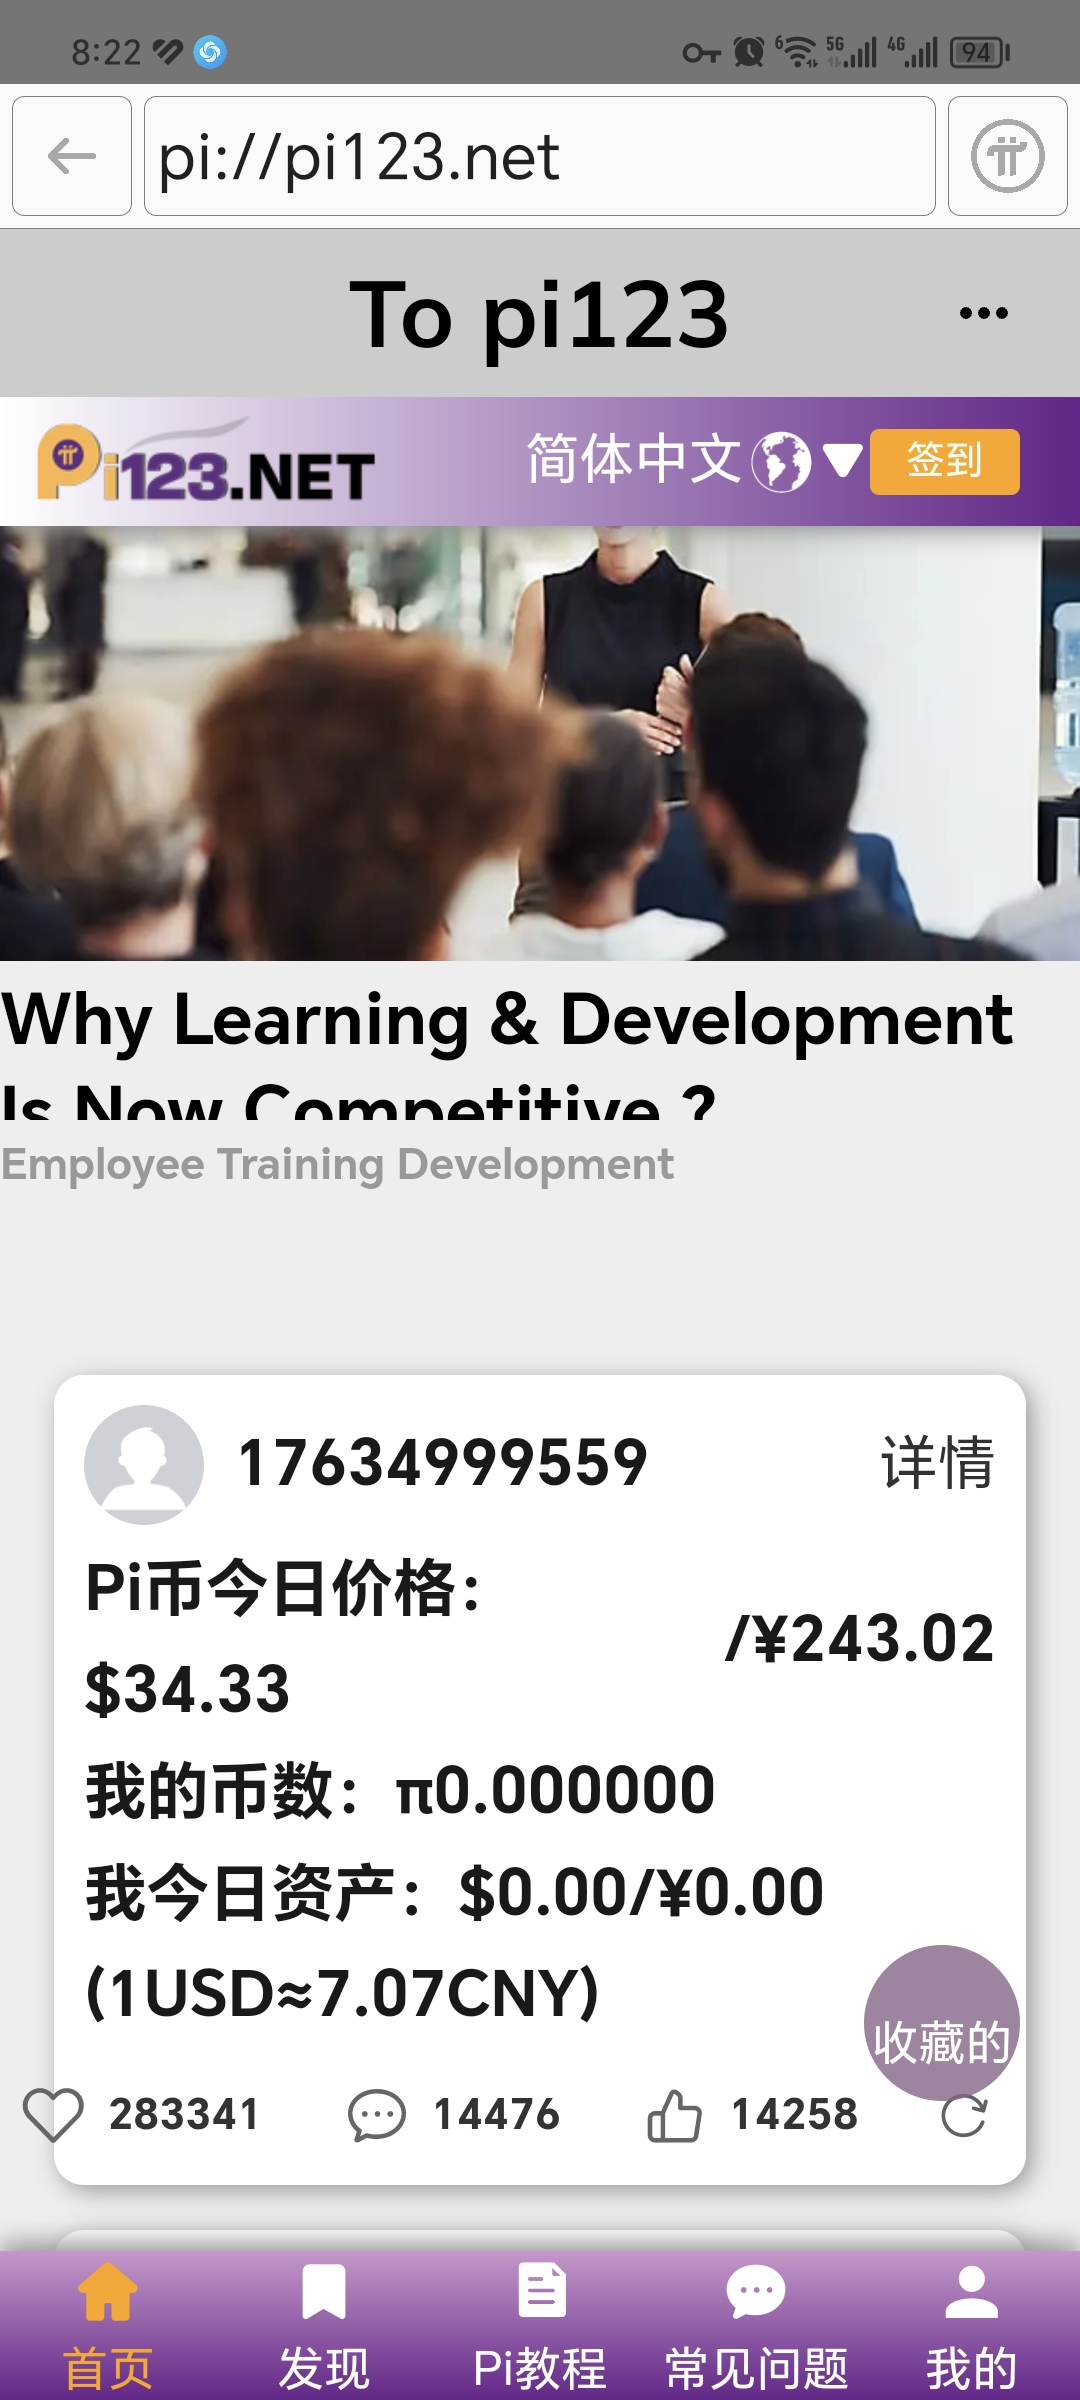 8:22
6 5G 4G 94
pi://pi123.net
To pi123
Pi123.NET 简体中文 签到
Why Learning & Development
Is Now Competitive ?
Employee Training Development
17634999559 详情
Pi币今日价格：
$34.33
/¥243.02
我的币数：π0.000000
我今日资产：$0.00/¥0.00
(1USD≈7.07CNY)
收藏的
283341 14476 14258
首页 发现 Pi教程 常见问题 我的